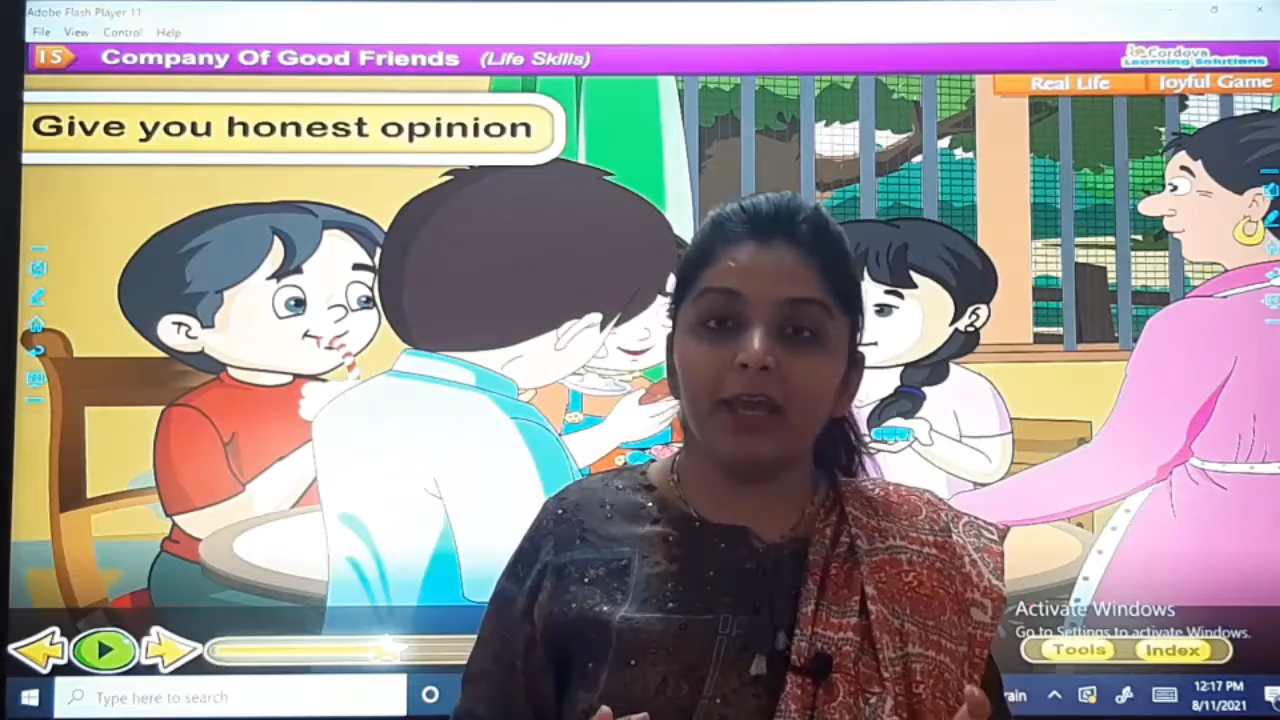 Adobe Flash Player 11
File View Control Help
15 Company Of Good Friends (Life Skills)
Cordova
Learning Solutions
Real Life Joyful Game
Give you honest opinion
Activate Windows
Go to Settings to activate Windows.
Tools Index
Type here to search
12:17 PM
8/11/2021